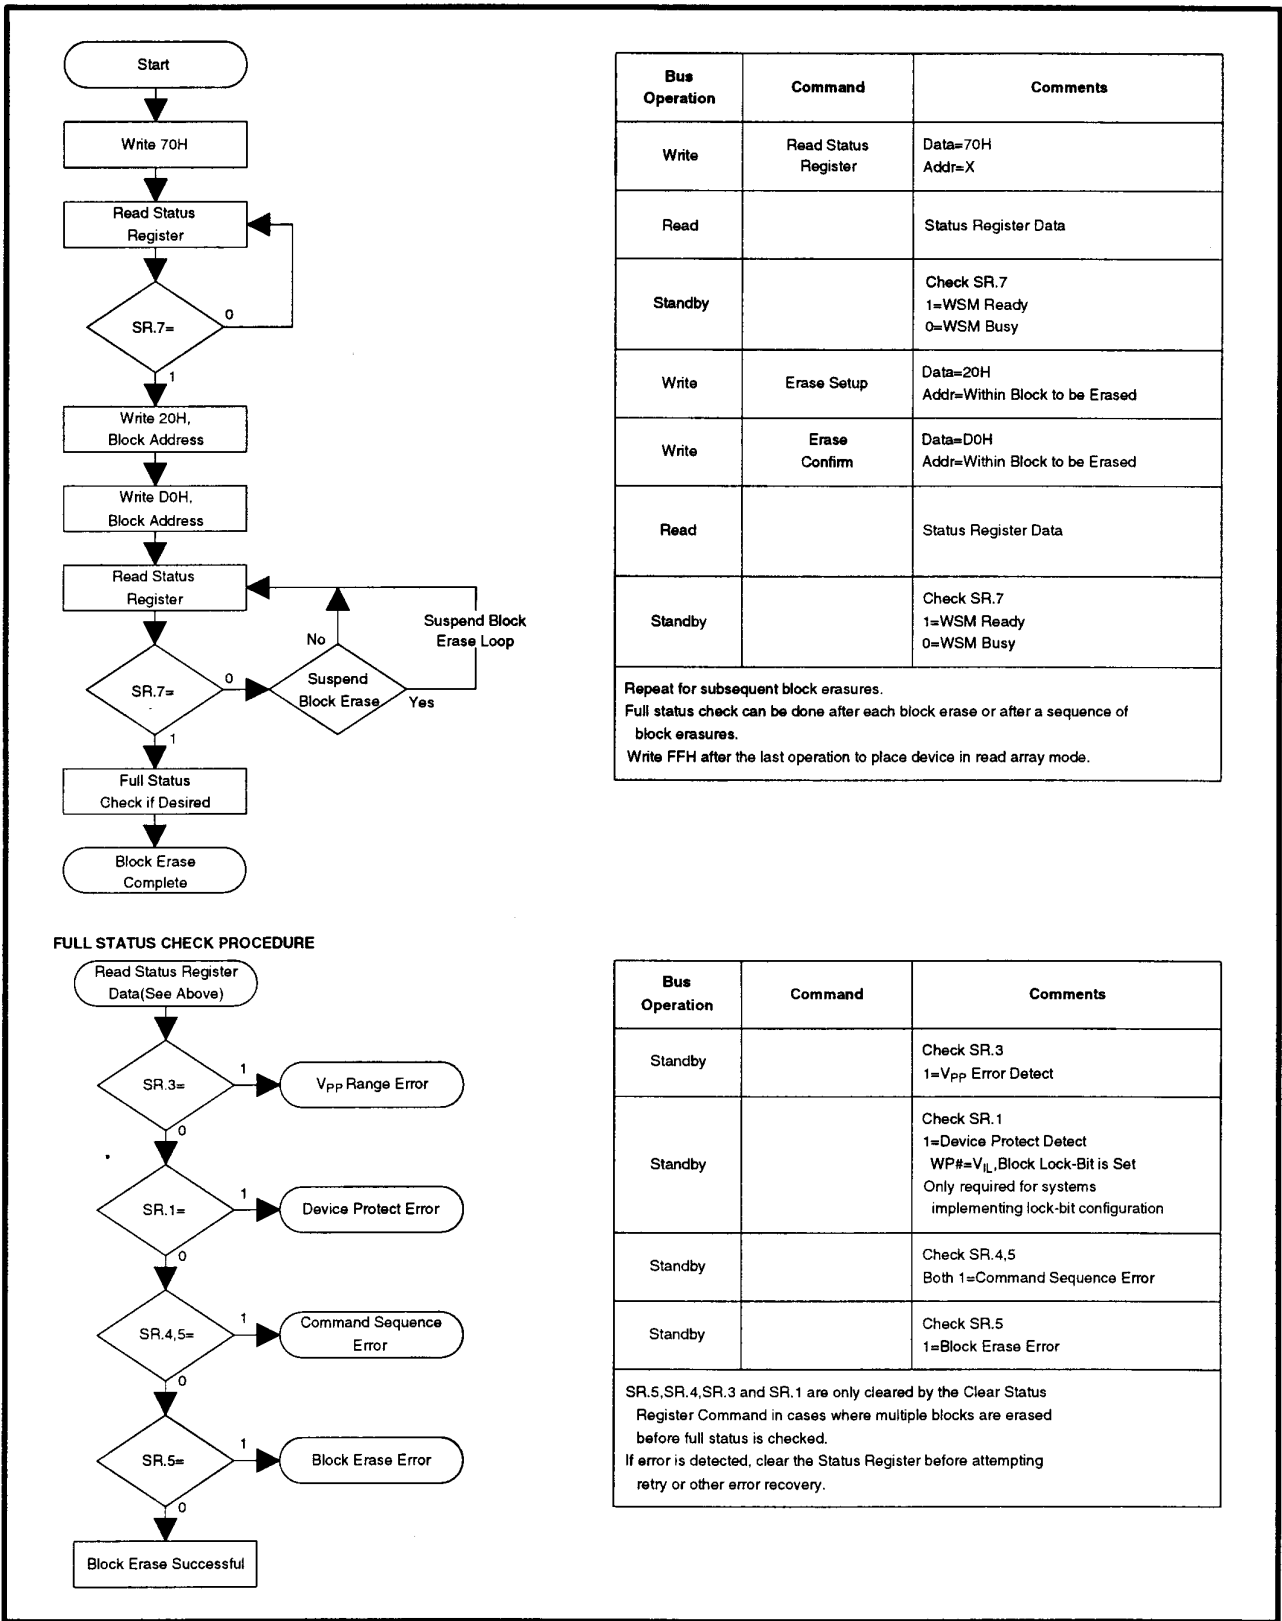 Start
Write 70H
Read Status
Register
SR.7=
0
1
Write 20H,
Block Address
Write D0H,
Block Address
Read Status
Register
Suspend Block
Erase Loop
No
SR.7=
0
Suspend
Block Erase
Yes
1
Full Status
Check if Desired
Block Erase
Complete
Bus
Operation
Command
Comments
Write
Read Status
Register
Data=70H
Addr=X
Read
Status Register Data
Standby
Check SR.7
1=WSM Ready
0=WSM Busy
Write
Erase Setup
Data=20H
Addr=Within Block to be Erased
Write
Erase
Confirm
Data=D0H
Addr=Within Block to be Erased
Read
Status Register Data
Standby
Check SR.7
1=WSM Ready
0=WSM Busy
Repeat for subsequent block erasures.
Full status check can be done after each block erase or after a sequence of
block erasures.
Write FFH after the last operation to place device in read array mode.
FULL STATUS CHECK PROCEDURE
Read Status Register
Data(See Above)
SR.3=
1
VPP Range Error
0
SR.1=
1
Device Protect Error
0
SR.4,5=
1
Command Sequence
Error
0
SR.5=
1
Block Erase Error
0
Block Erase Successful
Bus
Operation
Command
Comments
Standby
Check SR.3
1=VPP Error Detect
Standby
Check SR.1
1=Device Protect Detect
WP#=VIL,Block Lock-Bit is Set
Only required for systems
implementing lock-bit configuration
Standby
Check SR.4,5
Both 1=Command Sequence Error
Standby
Check SR.5
1=Block Erase Error
SR.5,SR.4,SR.3 and SR.1 are only cleared by the Clear Status
Register Command in cases where multiple blocks are erased
before full status is checked.
If error is detected, clear the Status Register before attempting
retry or other error recovery.